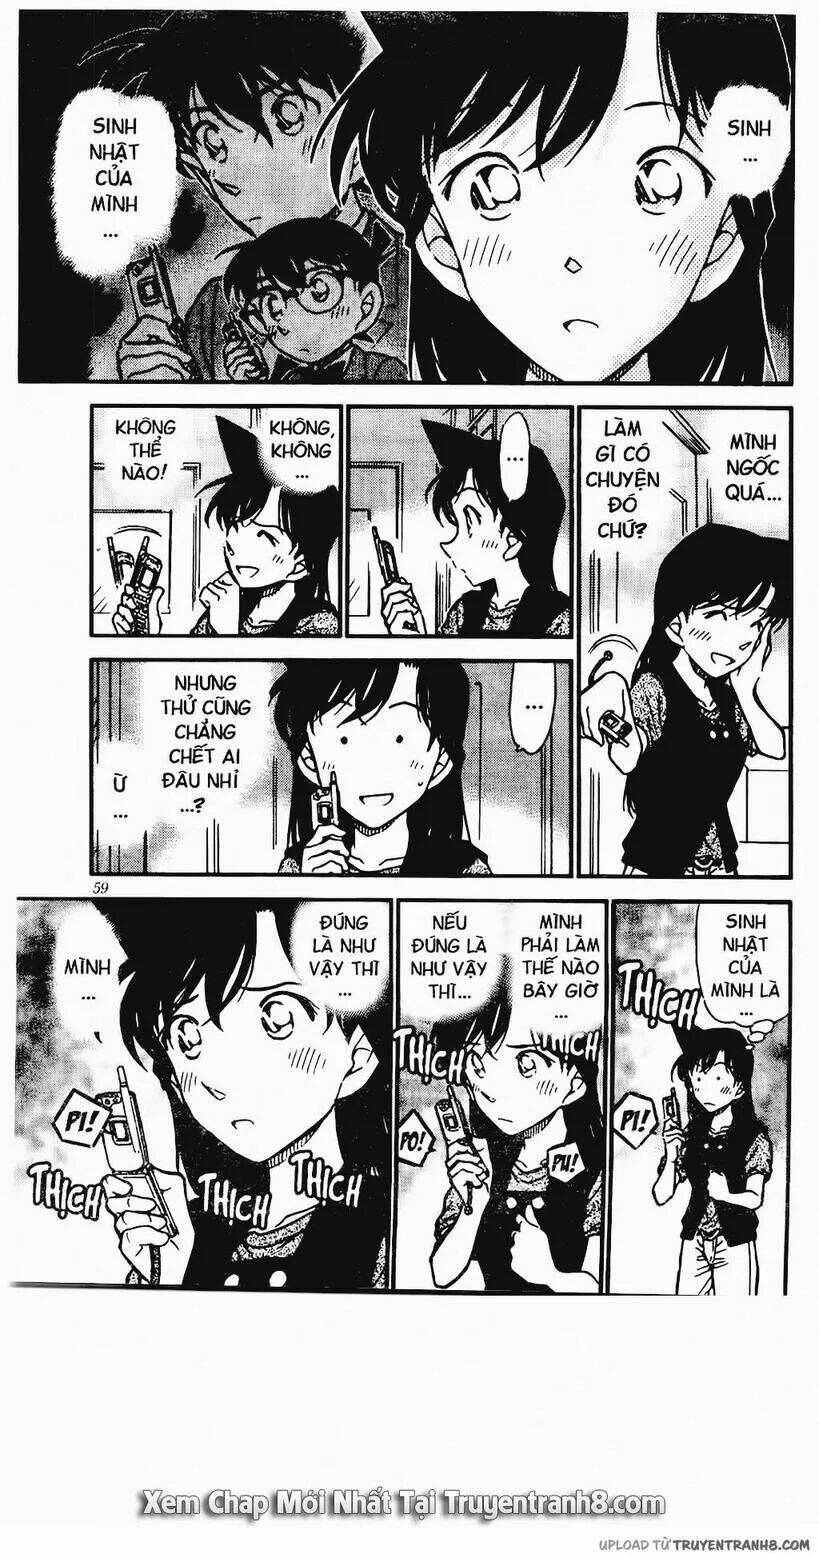 SINH
...
SINH
NHẬT
CỦA
MÌNH
...
MÌNH
NGỐC
QUÁ...
LÀM
GÌ CÓ
CHUYỆN
ĐÓ
CHỨ?
...
KHÔNG,
KHÔNG
...
KHÔNG
THỂ
NÀO!
...
NHƯNG
THỬ CŨNG
CHẲNG
CHẾT AI
ĐÂU NHỈ
...?
Ừ
...
59
SINH
NHẬT
CỦA
MÌNH LÀ
...
THỊCH
PI!
MÌNH
PHẢI LÀM
THẾ NÀO
BÂY GIỜ
...
NẾU
ĐÚNG LÀ
NHƯ VẬY
THÌ...
THỊCH
THỊCH
PU!
PO!
ĐÚNG
LÀ NHƯ
VẬY THÌ
...
MÌNH
...
PI!
THỊCH
THỊCH
THỊCH
Xem Chap Mới Nhất Tại Truyentranh8.com
UPLOAD TỪ TRUYENTRANH8.COM